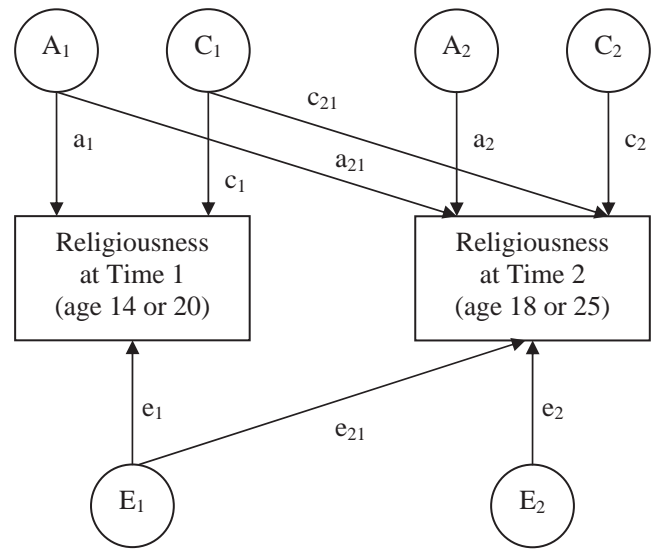 A₁
C₁
A₂
C₂
c₂₁
a₁
a₂₁
a₂
c₂
c₁
Religiousness
at Time 1
(age 14 or 20)
Religiousness
at Time 2
(age 18 or 25)
e₁
e₂₁
e₂
E₁
E₂